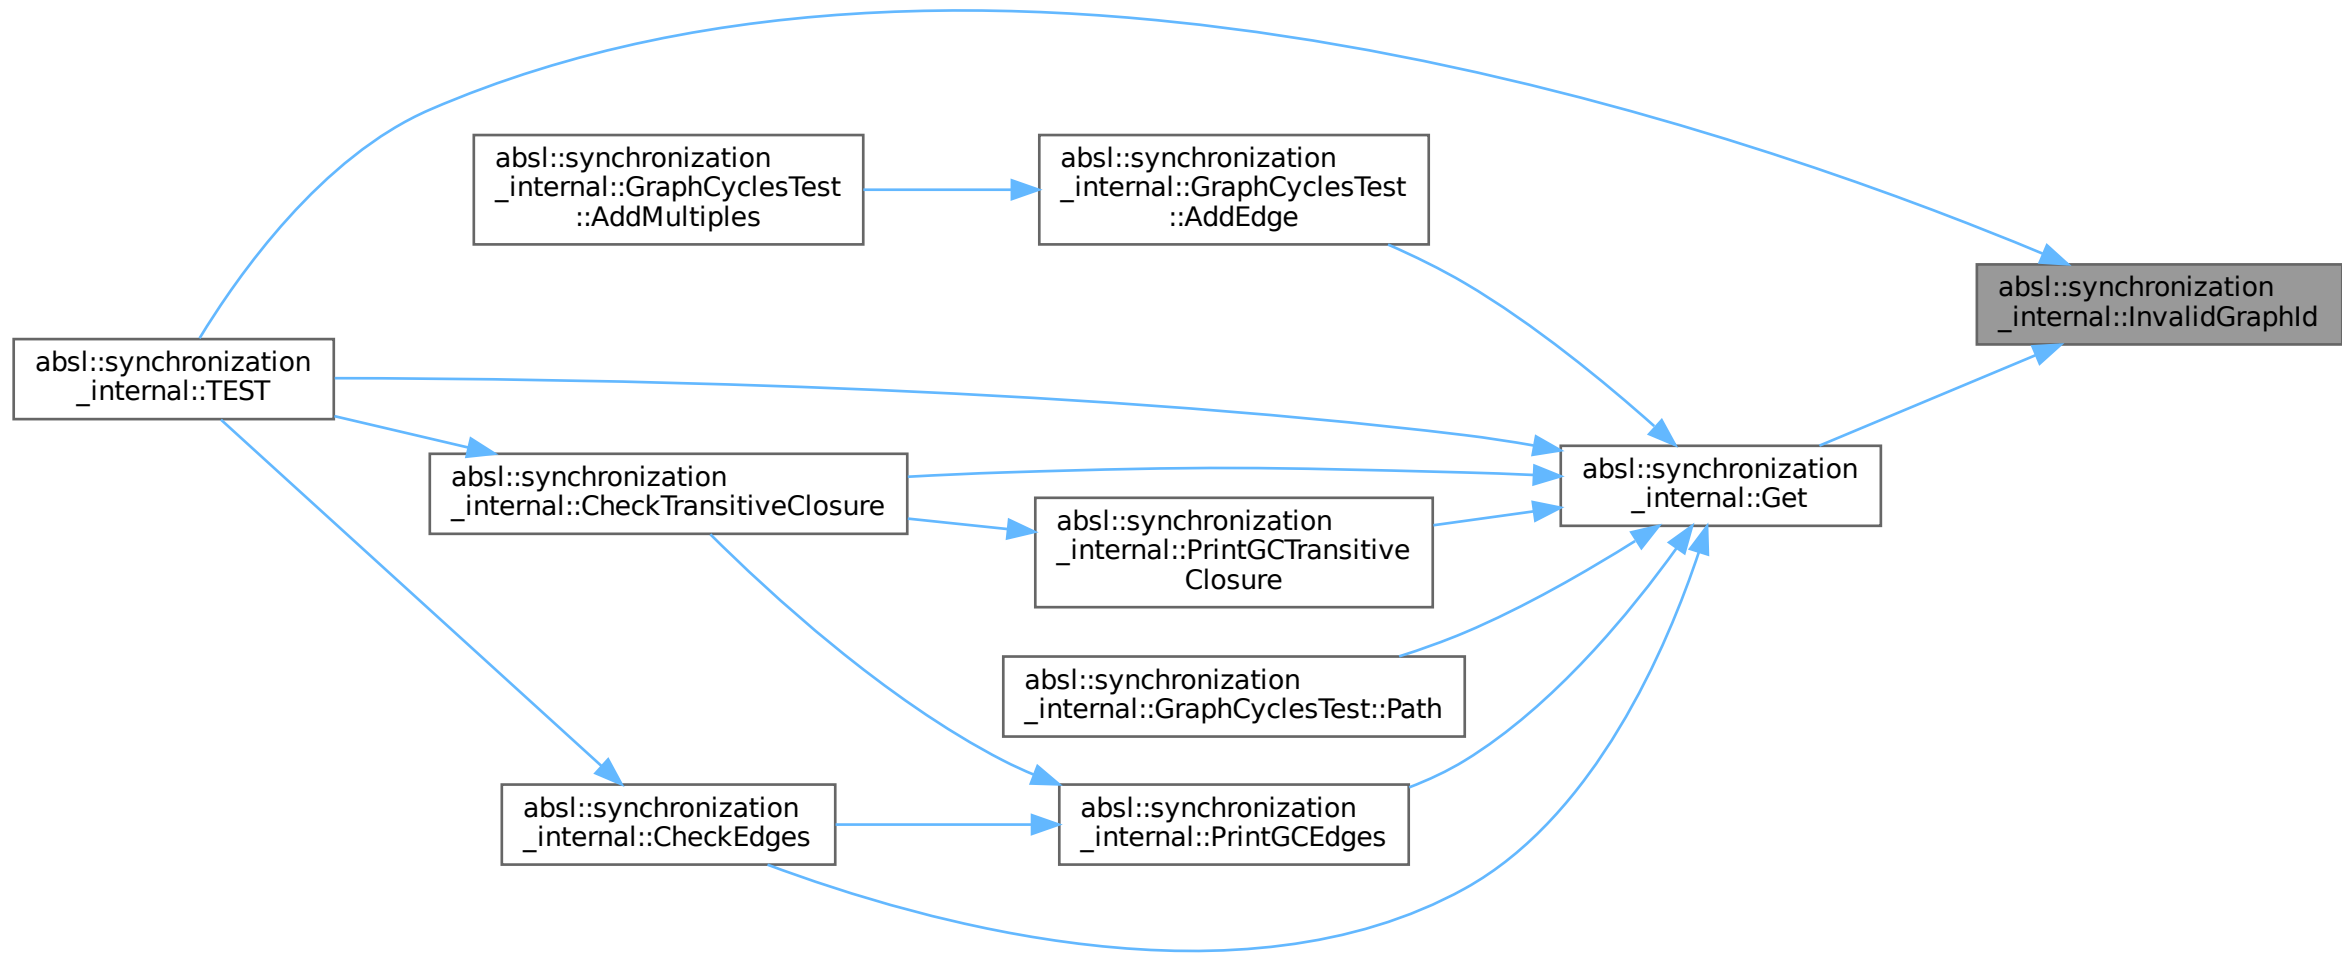 absl::synchronization
_internal::GraphCyclesTest
::AddMultiples
absl::synchronization
_internal::GraphCyclesTest
::AddEdge
absl::synchronization
_internal::InvalidGraphId
absl::synchronization
_internal::TEST
absl::synchronization
_internal::CheckTransitiveClosure
absl::synchronization
_internal::Get
absl::synchronization
_internal::PrintGCTransitive
Closure
absl::synchronization
_internal::GraphCyclesTest::Path
absl::synchronization
_internal::CheckEdges
absl::synchronization
_internal::PrintGCEdges